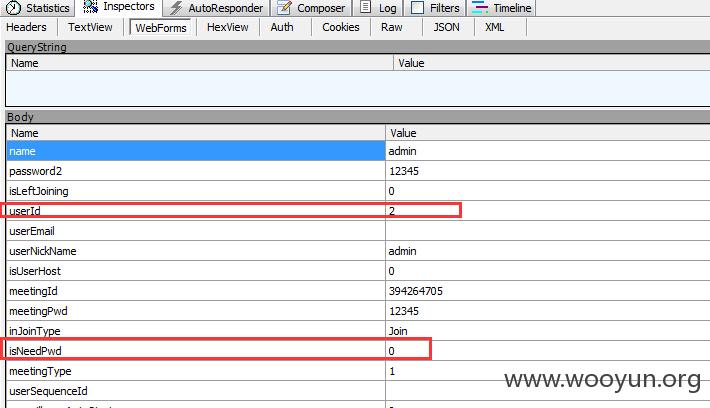 Statistics Inspectors AutoResponder Composer Log Filters Timeline
Headers TextView WebForms HexView Auth Cookies Raw JSON XML
QueryString
Name Value
Body
Name Value
name admin
password2 12345
isLeftJoining 0
userId 2
userEmail
userNickName admin
isUserHost 0
meetingId 394264705
meetingPwd 12345
inJoinType Join
isNeedPwd 0
meetingType 1
userSequenceId
www.wooyun.org